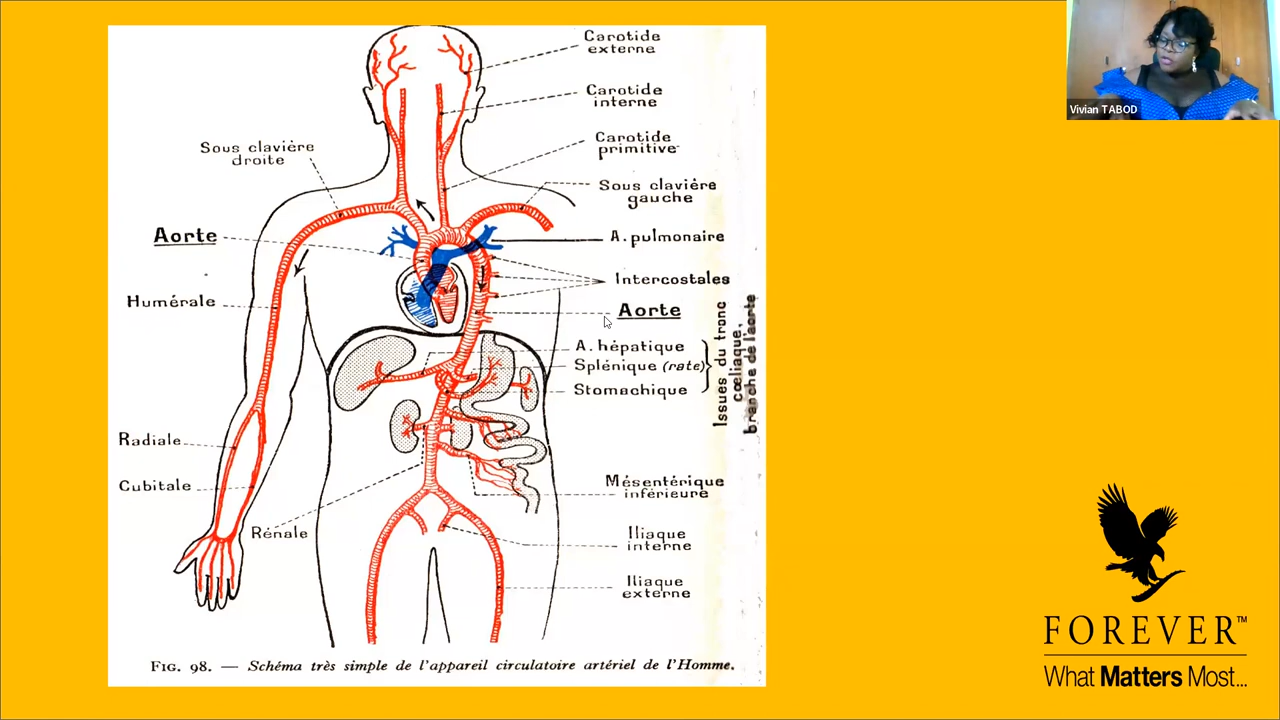 Carotide
externe
Carotide
interne
Carotide
primitive
Sous clavière
droite
Sous clavière
gauche
Aorte
A. pulmonaire
Intercostales
Humérale
Aorte
A. hépatique
Splénique (rate)
Stomachique
Issues du tronc
cœliaque,
branche de l'aorte
Radiale
Cubitale
Mésentérique
inférieure
Rénale
Iliaque
interne
Iliaque
externe
FIG. 98. — Schéma très simple de l'appareil circulatoire artériel de l'Homme.
Vivian TABOD
FOREVER™
What Matters Most...